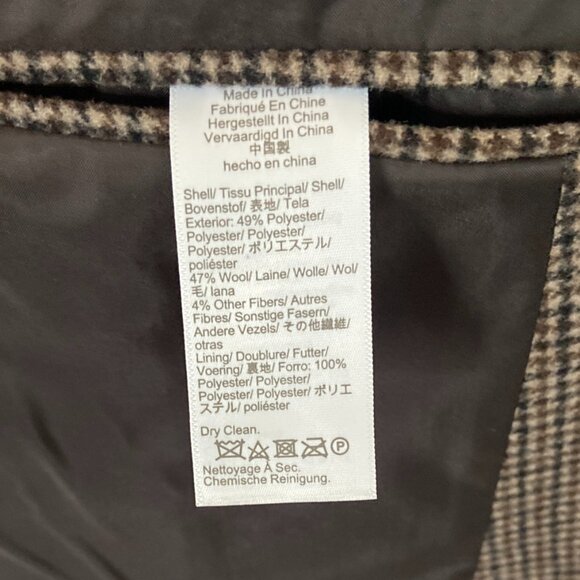 Made In China
Fabriqué En Chine
Hergestellt In China
Vervaardigd In China
中国製
hecho en china
Shell/ Tissu Principal/ Shell/
Bovenstof/ 表地/ Tela
Exterior: 49% Polyester/
Polyester/ Polyester/
Polyester/ ポリエステル/
poliéster
47% Wool/ Laine/ Wolle/ Wol/
毛/ lana
4% Other Fibers/ Autres
Fibres/ Sonstige Fasern/
Andere Vezels/ その他繊維/
otras
Lining/ Doublure/ Futter/
Voering/ 裏地/ Forro: 100%
Polyester/ Polyester/
Polyester/ Polyester/ ポリエ
ステル/ poliéster
Dry Clean.
P
Nettoyage À Sec.
Chemische Reinigung.